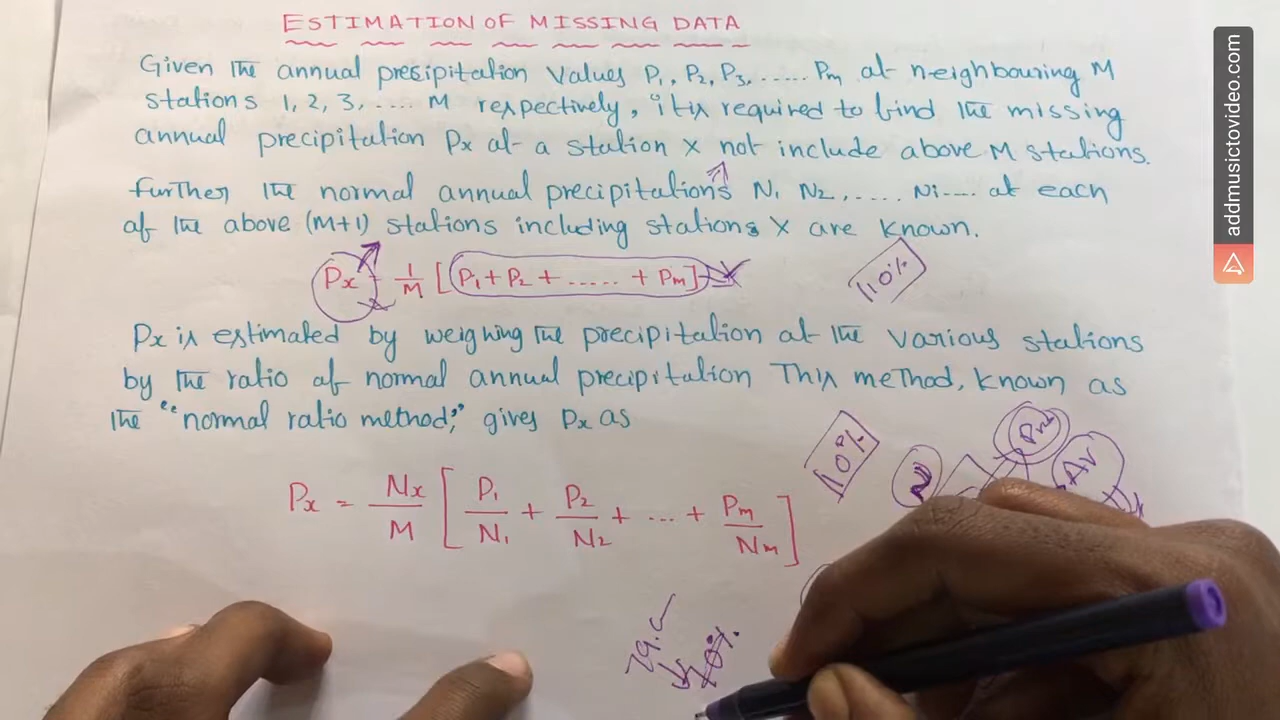 ESTIMATION OF MISSING DATA
Given the annual precipitation values P₁, P₂, P₃, ...... Pm at neighbouring M
stations 1, 2, 3, .... M respectively, it is required to find the missing
annual precipitation Px at a station x not include above M stations.
Further, the normal annual precipitations N₁ N₂, ..... Ni.... at each
of the above (M+1) stations including stations X are known.
Px = 1/M [P₁ + P₂ + ...... + Pm]
10%
Px is estimated by weighing the precipitation at the various stations
by the ratio of normal annual precipitation This method, known as
the "normal ratio method," gives Px as
10%
2
AV
Px = Nx/M [P₁/N₁ + P₂/N₂ + ... + Pm/Nm]
10%
addmusictovideo.com